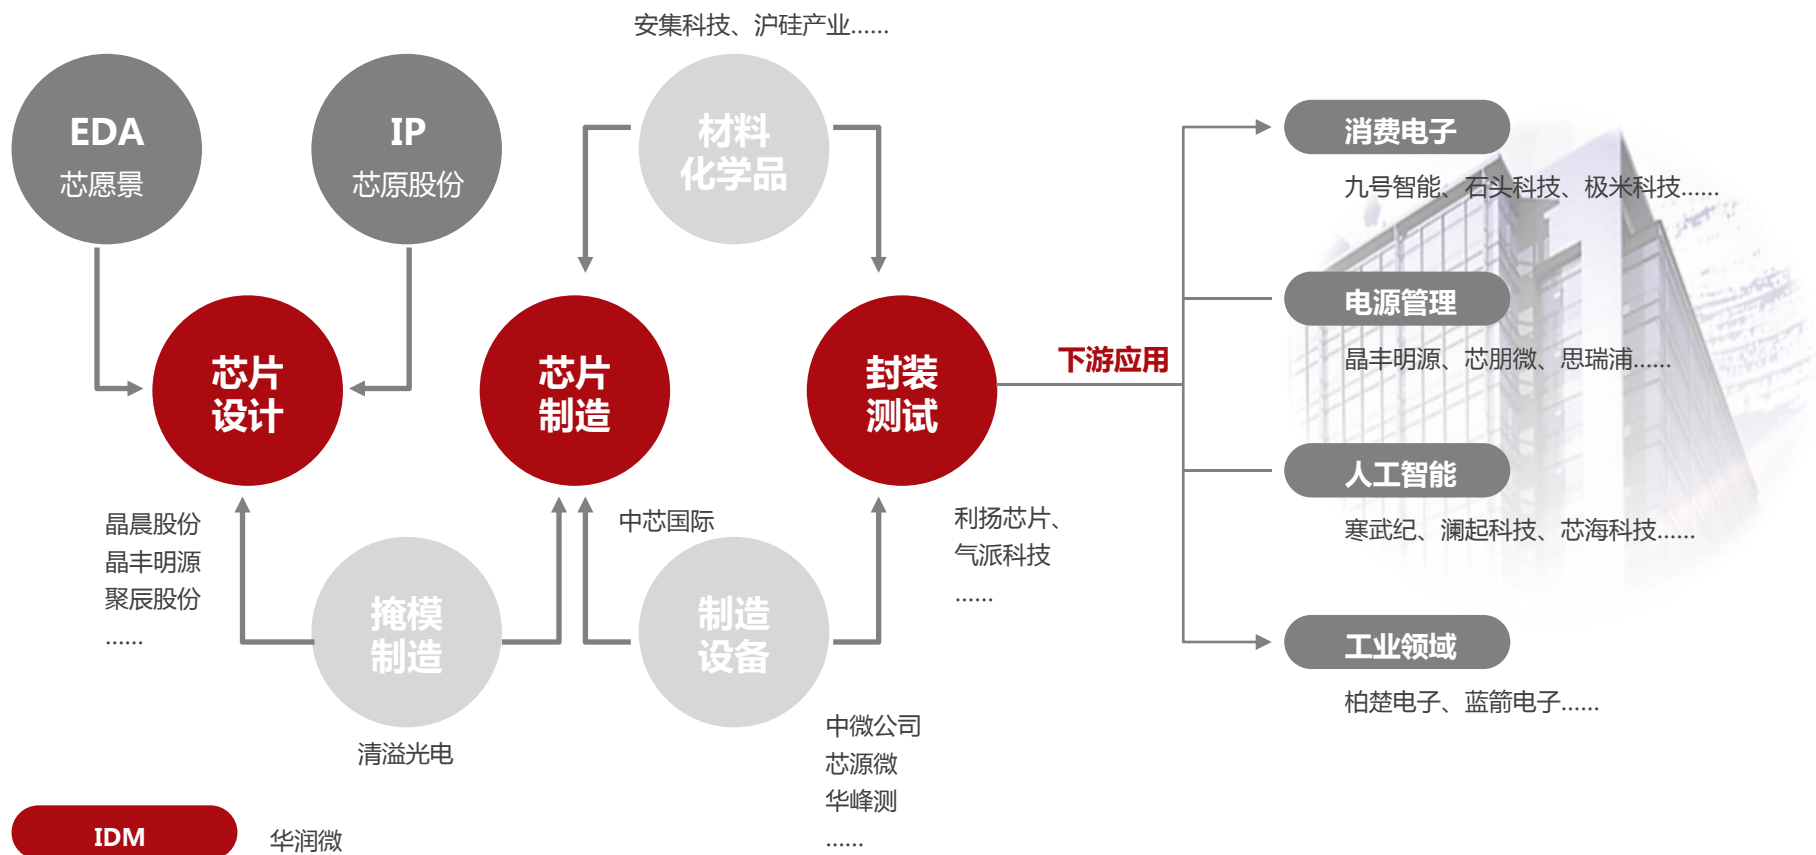 安集科技、沪硅产业......
EDA
芯愿景
IP
芯原股份
材料
化学品
芯片
设计
芯片
制造
封装
测试
晶晨股份
晶丰明源
聚辰股份
......
中芯国际
利扬芯片、
气派科技
......
掩模
制造
清溢光电
制造
设备
中微公司
芯源微
华峰测
......
IDM
华润微
下游应用
消费电子
九号智能、石头科技、极米科技......
电源管理
晶丰明源、芯朋微、思瑞浦......
人工智能
寒武纪、澜起科技、芯海科技......
工业领域
柏楚电子、蓝箭电子......